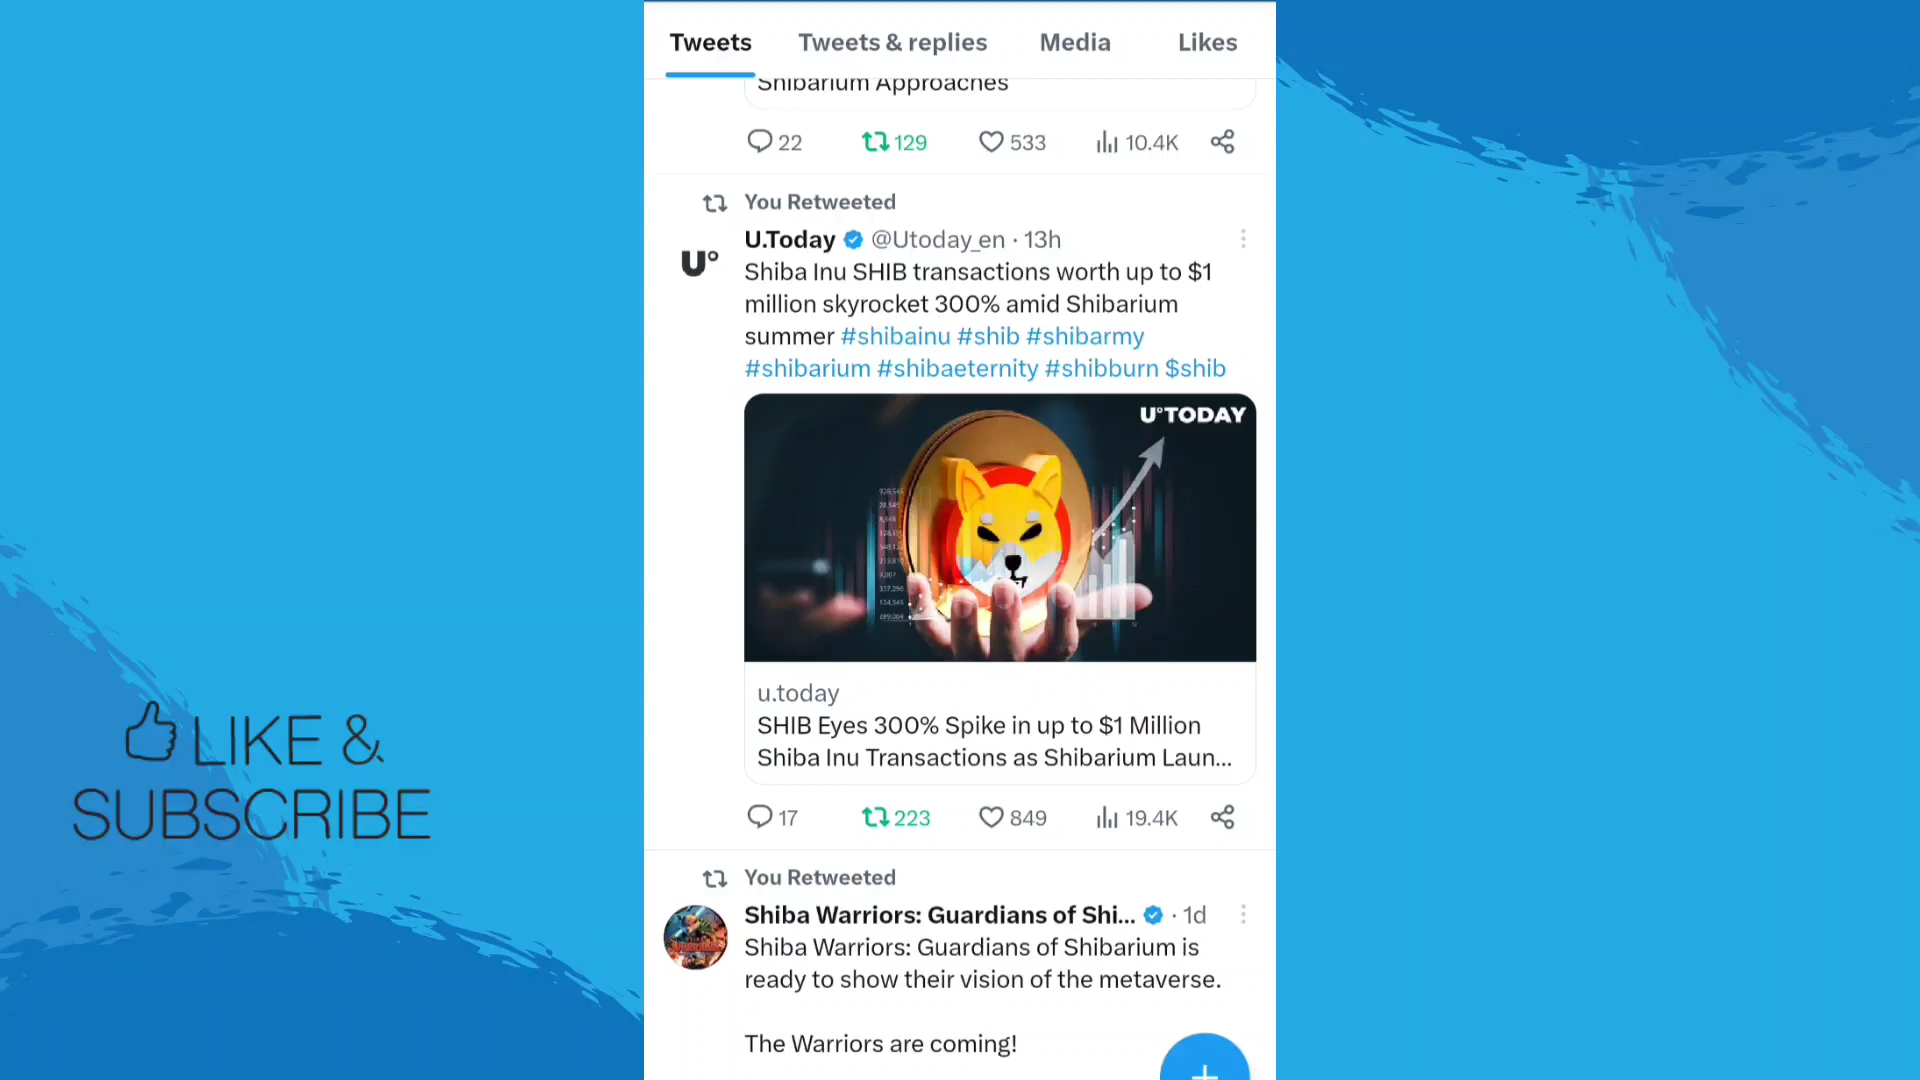 Tweets Tweets & replies Media Likes
Shibarium Approaches
22 129 533 10.4K
You Retweeted
U.Today @Utoday_en · 13h
Shiba Inu SHIB transactions worth up to $1
million skyrocket 300% amid Shibarium
summer #shibainu #shib #shibarmy
#shibarium #shibaeternity #shibburn $shib
U°TODAY
u.today
SHIB Eyes 300% Spike in up to $1 Million
Shiba Inu Transactions as Shibarium Laun...
17 223 849 19.4K
You Retweeted
Shiba Warriors: Guardians of Shi... · 1d
Shiba Warriors: Guardians of Shibarium is
ready to show their vision of the metaverse.
The Warriors are coming!
LIKE &
SUBSCRIBE